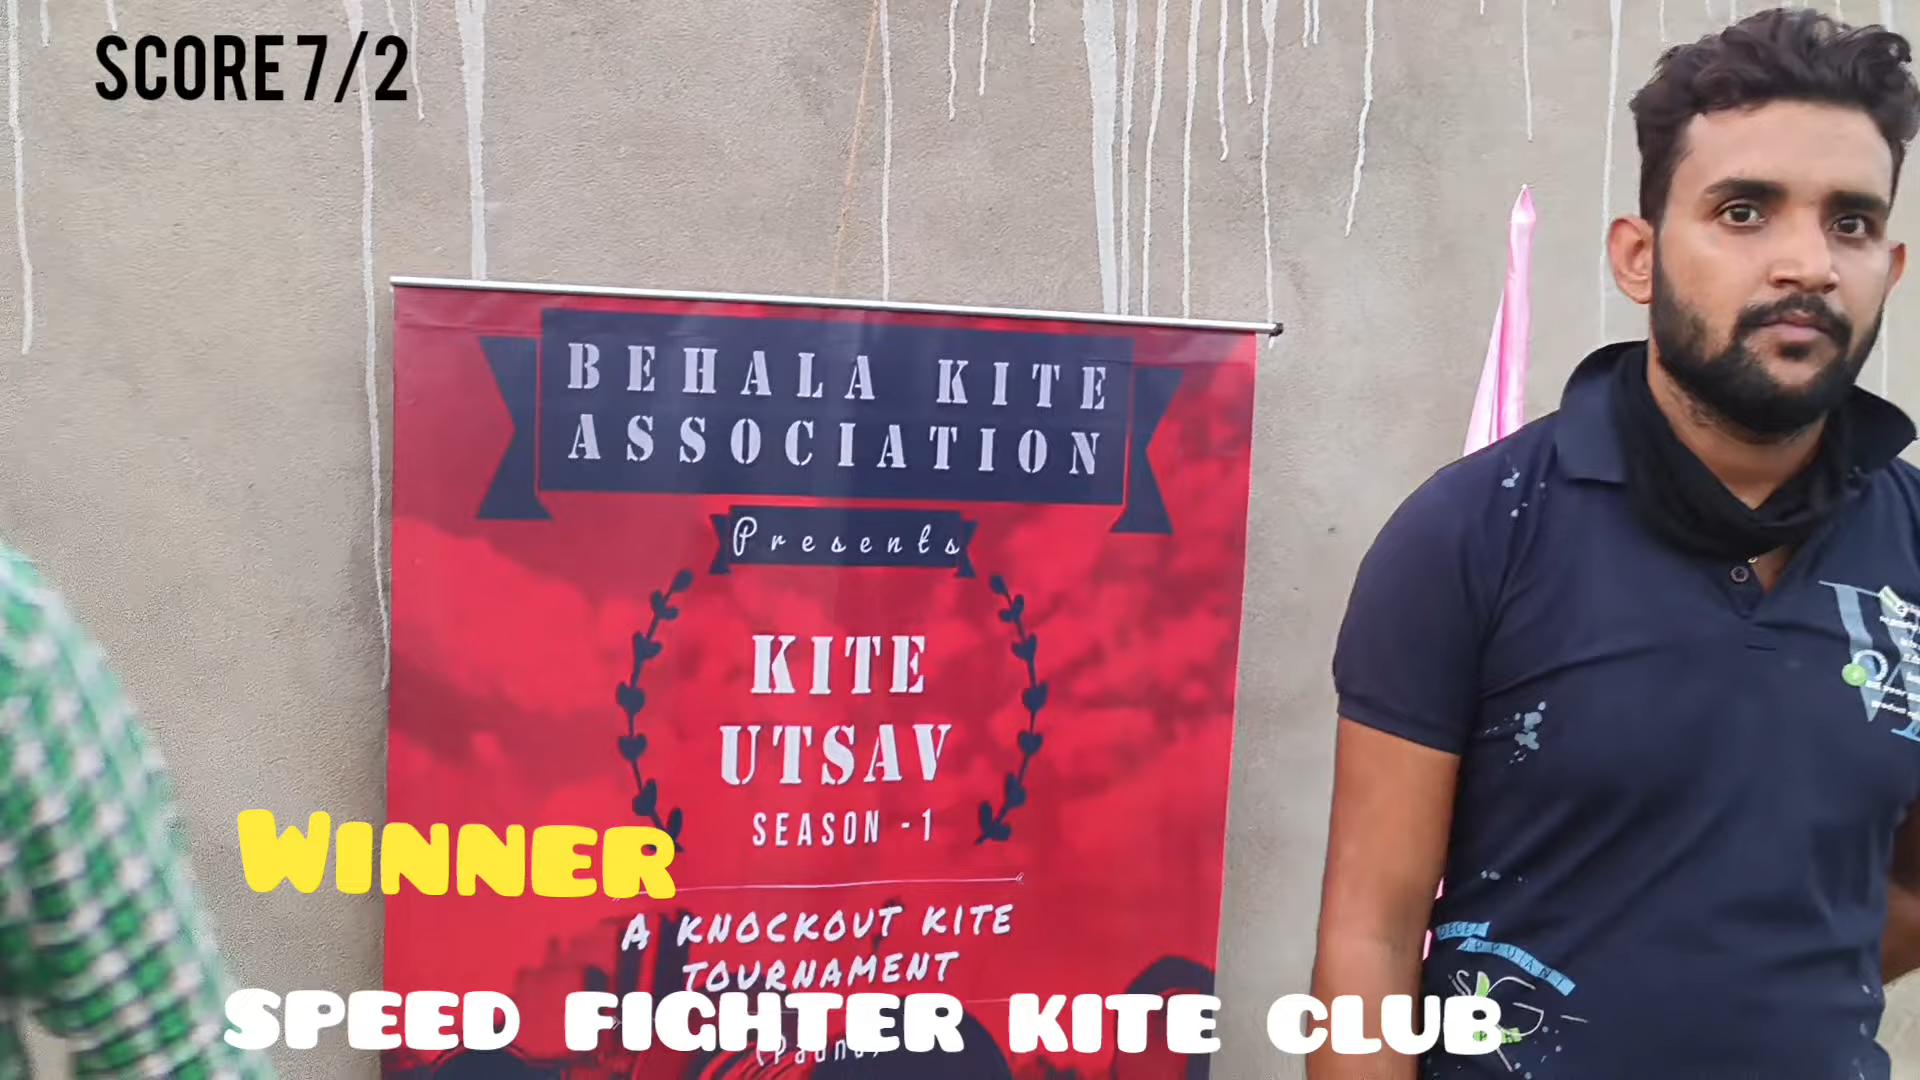 SCORE 7/2
BEHALA KITE
ASSOCIATION
Presents
KITE
UTSAV
SEASON -1
WINNER
A KNOCKOUT KITE
TOURNAMENT
SPEED FIGHTER KITE CLUB